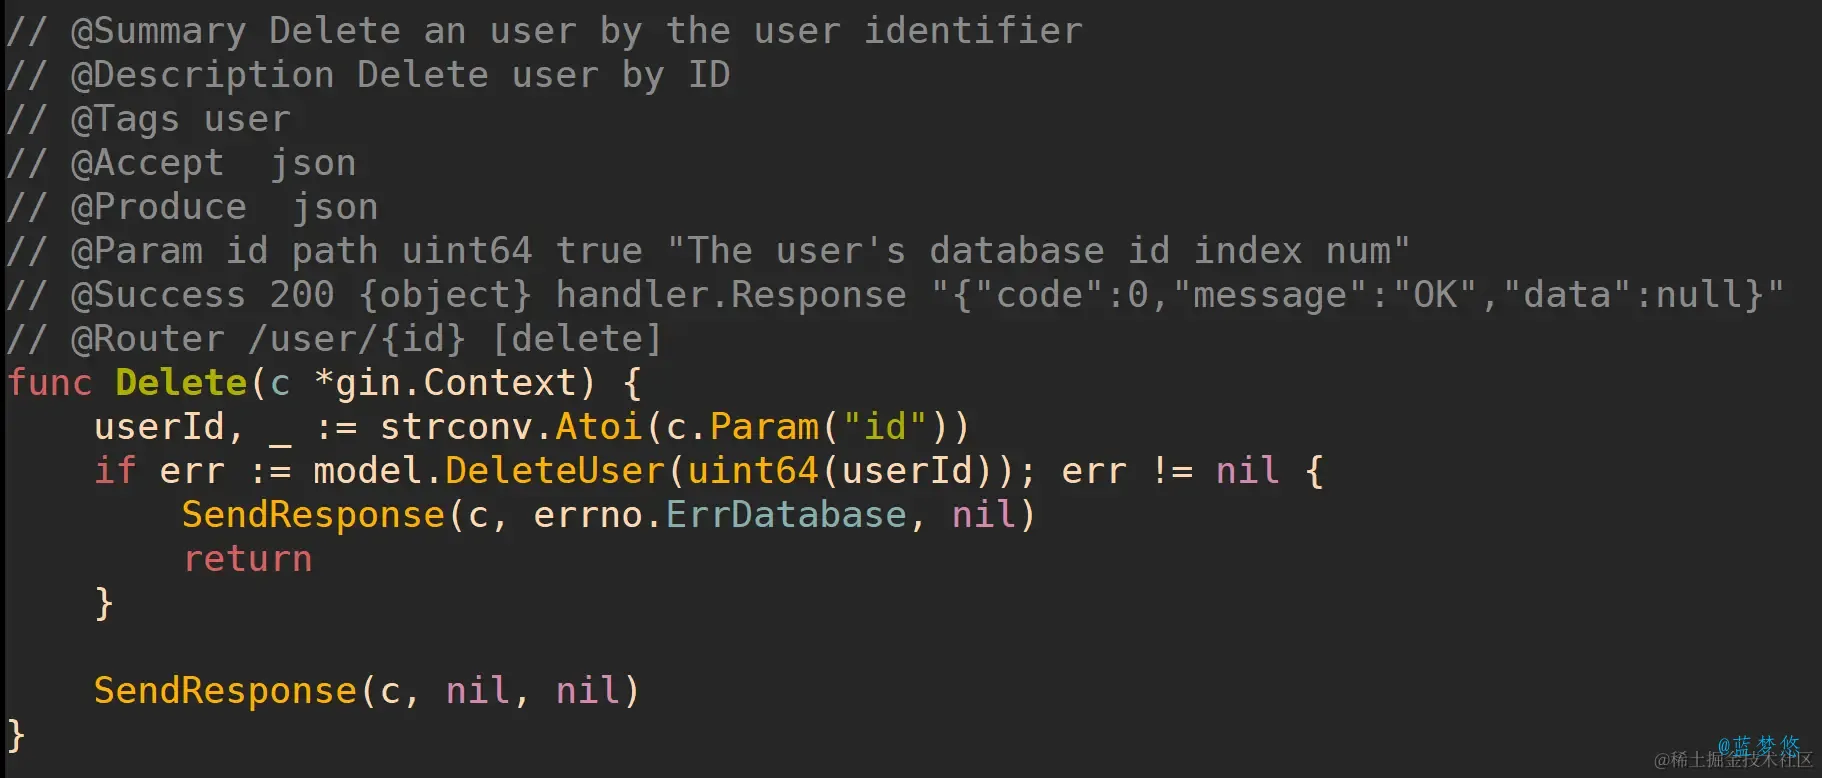 // @Summary Delete an user by the user identifier
// @Description Delete user by ID
// @Tags user
// @Accept  json
// @Produce  json
// @Param id path uint64 true "The user's database id index num"
// @Success 200 {object} handler.Response "{"code":0,"message":"OK","data":null}"
// @Router /user/{id} [delete]
func Delete(c *gin.Context) {
    userId, _ := strconv.Atoi(c.Param("id"))
    if err := model.DeleteUser(uint64(userId)); err != nil {
        SendResponse(c, errno.ErrDatabase, nil)
        return
    }

    SendResponse(c, nil, nil)
}
@蓝梦悠
@稀土掘金技术社区